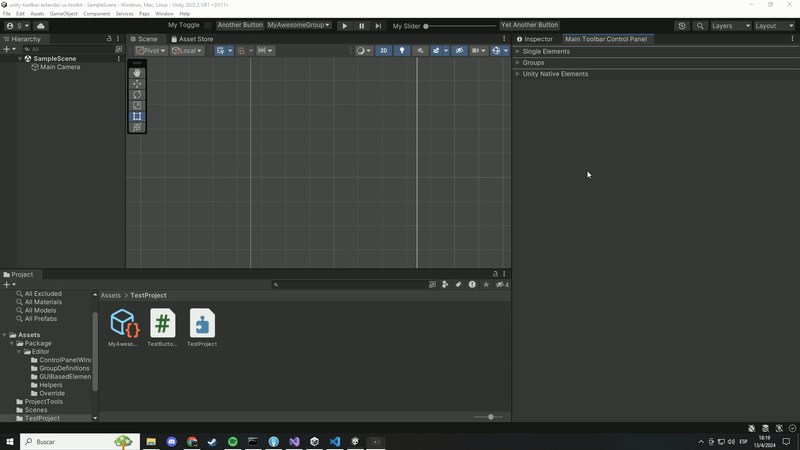 unity-toolbar-extender-ui-toolkit - SampleScene - Windows, Mac, Linux - Unity 2022.2.10f1 <DX11>
File Edit Assets GameObject Component Services Paps Window Help
S My Toggle Another Button MyAwesomeGroup My Slider Yet Another Button Layers Layout
Hierarchy
All
SampleScene
Main Camera
Scene Asset Store
Pivot Local 2D
Inspector Main Toolbar Control Panel
Single Elements
Groups
Unity Native Elements
Project
4
All Excluded
All Materials
All Models
All Prefabs
Assets
Package
Editor
ControlPanelWind
GroupDefinitions
GUIBasedElemen
Helpers
Override
ProjectTools
Scenes
TestProject
Assets > TestProject
MyAweso...
TestButto...
TestProject
Buscar
ESP
18:19
13/4/2024